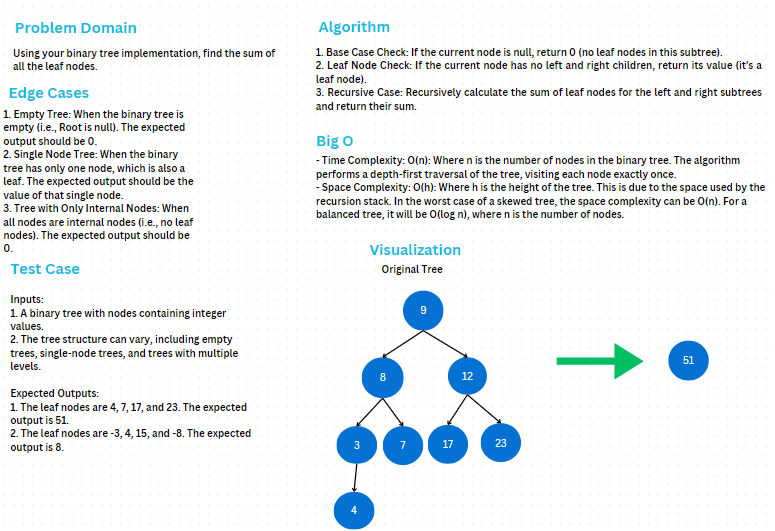 Problem Domain
Using your binary tree implementation, find the sum of
all the leaf nodes.
Edge Cases
1. Empty Tree: When the binary tree is
empty (i.e., Root is null). The expected
output should be 0.
2. Single Node Tree: When the binary
tree has only one node, which is also a
leaf. The expected output should be the
value of that single node.
3. Tree with Only Internal Nodes: When
all nodes are internal nodes (i.e., no leaf
nodes). The expected output should be
0.
Test Case
Inputs:
1. A binary tree with nodes containing integer
values.
2. The tree structure can vary, including empty
trees, single-node trees, and trees with multiple
levels.
Expected Outputs:
1. The leaf nodes are 4, 7, 17, and 23. The expected
output is 51.
2. The leaf nodes are -3, 4, 15, and -8. The expected
output is 8.
Algorithm
1. Base Case Check: If the current node is null, return 0 (no leaf nodes in this subtree).
2. Leaf Node Check: If the current node has no left and right children, return its value (it's a
leaf node).
3. Recursive Case: Recursively calculate the sum of leaf nodes for the left and right subtrees
and return their sum.
Big O
- Time Complexity: O(n): Where n is the number of nodes in the binary tree. The algorithm
performs a depth-first traversal of the tree, visiting each node exactly once.
- Space Complexity: O(h): Where h is the height of the tree. This is due to the space used by the
recursion stack. In the worst case of a skewed tree, the space complexity can be O(n). For a
balanced tree, it will be O(log n), where n is the number of nodes.
Visualization
Original Tree
9
8
12
51
3
7
17
23
4